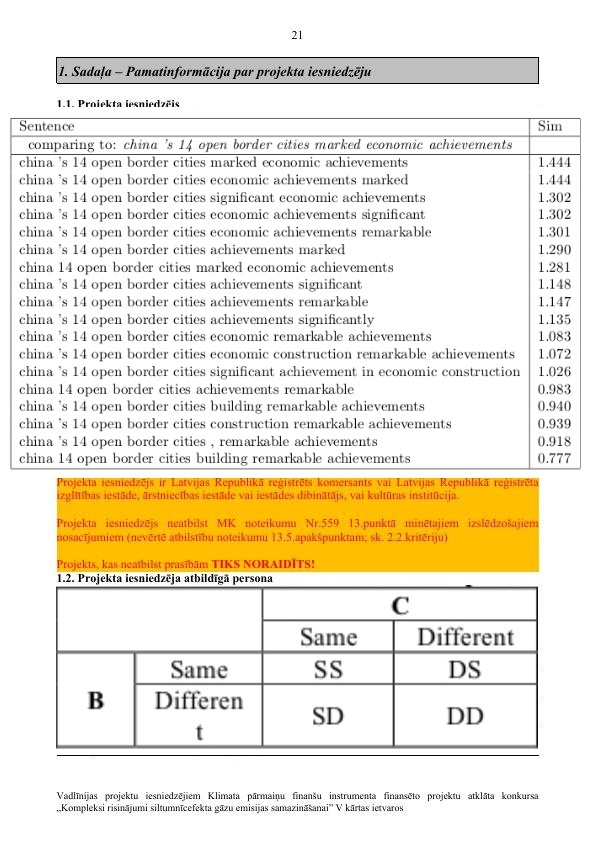 21
1. Sadaļa – Pamatinformācija par projekta iesniedzēju
1.1. Projekta iesniedzējs
Sentence Sim
comparing to: china 's 14 open border cities marked economic achievements
china 's 14 open border cities marked economic achievements 1.444
china 's 14 open border cities economic achievements marked 1.444
china 's 14 open border cities significant economic achievements 1.302
china 's 14 open border cities economic achievements significant 1.302
china 's 14 open border cities economic achievements remarkable 1.301
china 's 14 open border cities achievements marked 1.290
china 14 open border cities marked economic achievements 1.281
china 's 14 open border cities achievements significant 1.148
china 's 14 open border cities achievements remarkable 1.147
china 's 14 open border cities achievements significantly 1.135
china 's 14 open border cities economic remarkable achievements 1.083
china 's 14 open border cities economic construction remarkable achievements 1.072
china 's 14 open border cities significant achievement in economic construction 1.026
china 14 open border cities achievements remarkable 0.983
china 's 14 open border cities building remarkable achievements 0.940
china 's 14 open border cities construction remarkable achievements 0.939
china 's 14 open border cities , remarkable achievements 0.918
china 14 open border cities building remarkable achievements 0.777
Projekta iesniedzējs ir Latvijas Republikā reģistrēts komersants vai Latvijas Republikā reģistrēta
izglītības iestāde, ārstniecības iestāde vai iestādes dibinātājs, vai kultūras institūcija.
Projekta iesniedzējs neatbilst MK noteikumu Nr.559 13.punktā minētajiem izslēdzošajiem
nosacījumiem (nevērtē atbilstību noteikumu 13.5.apakšpunktam; sk. 2.2.kritēriju)
Projekts, kas neatbilst prasībām TIKS NORAIDĪTS!
1.2. Projekta iesniedzēja atbildīgā persona
C
Same Different
B Same SS DS
Differen
t SD DD
Vadlīnijas projektu iesniedzējiem Klimata pārmaiņu finanšu instrumenta finansēto projektu atklāta konkursa
„Kompleksi risinājumi siltumnīcefekta gāzu emisijas samazināšanai” V kārtas ietvaros